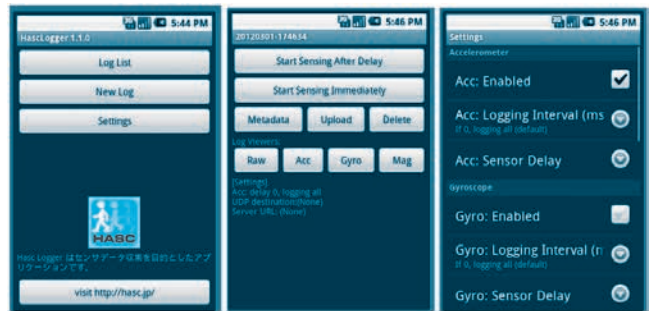 5:44 PM
HascLogger 1.1.0
Log List
New Log
Settings
HASC
Hasc Logger はセンサデータ収集を目的としたアプ
リケーションです。
visit http://hasc.jp/
5:46 PM
20120301-174634
Start Sensing After Delay
Start Sensing Immediately
Metadata Upload Delete
Log Viewers:
Raw Acc Gyro Mag
[Settings]
Acc: delay 0, logging all
UDP destination:(None)
Server URL: (None)
5:46 PM
Settings
Accelerometer
Acc: Enabled
Acc: Logging Interval (ms
If 0, logging all (default)
Acc: Sensor Delay
Gyroscope
Gyro: Enabled
Gyro: Logging Interval (n
If 0, logging all (default)
Gyro: Sensor Delay